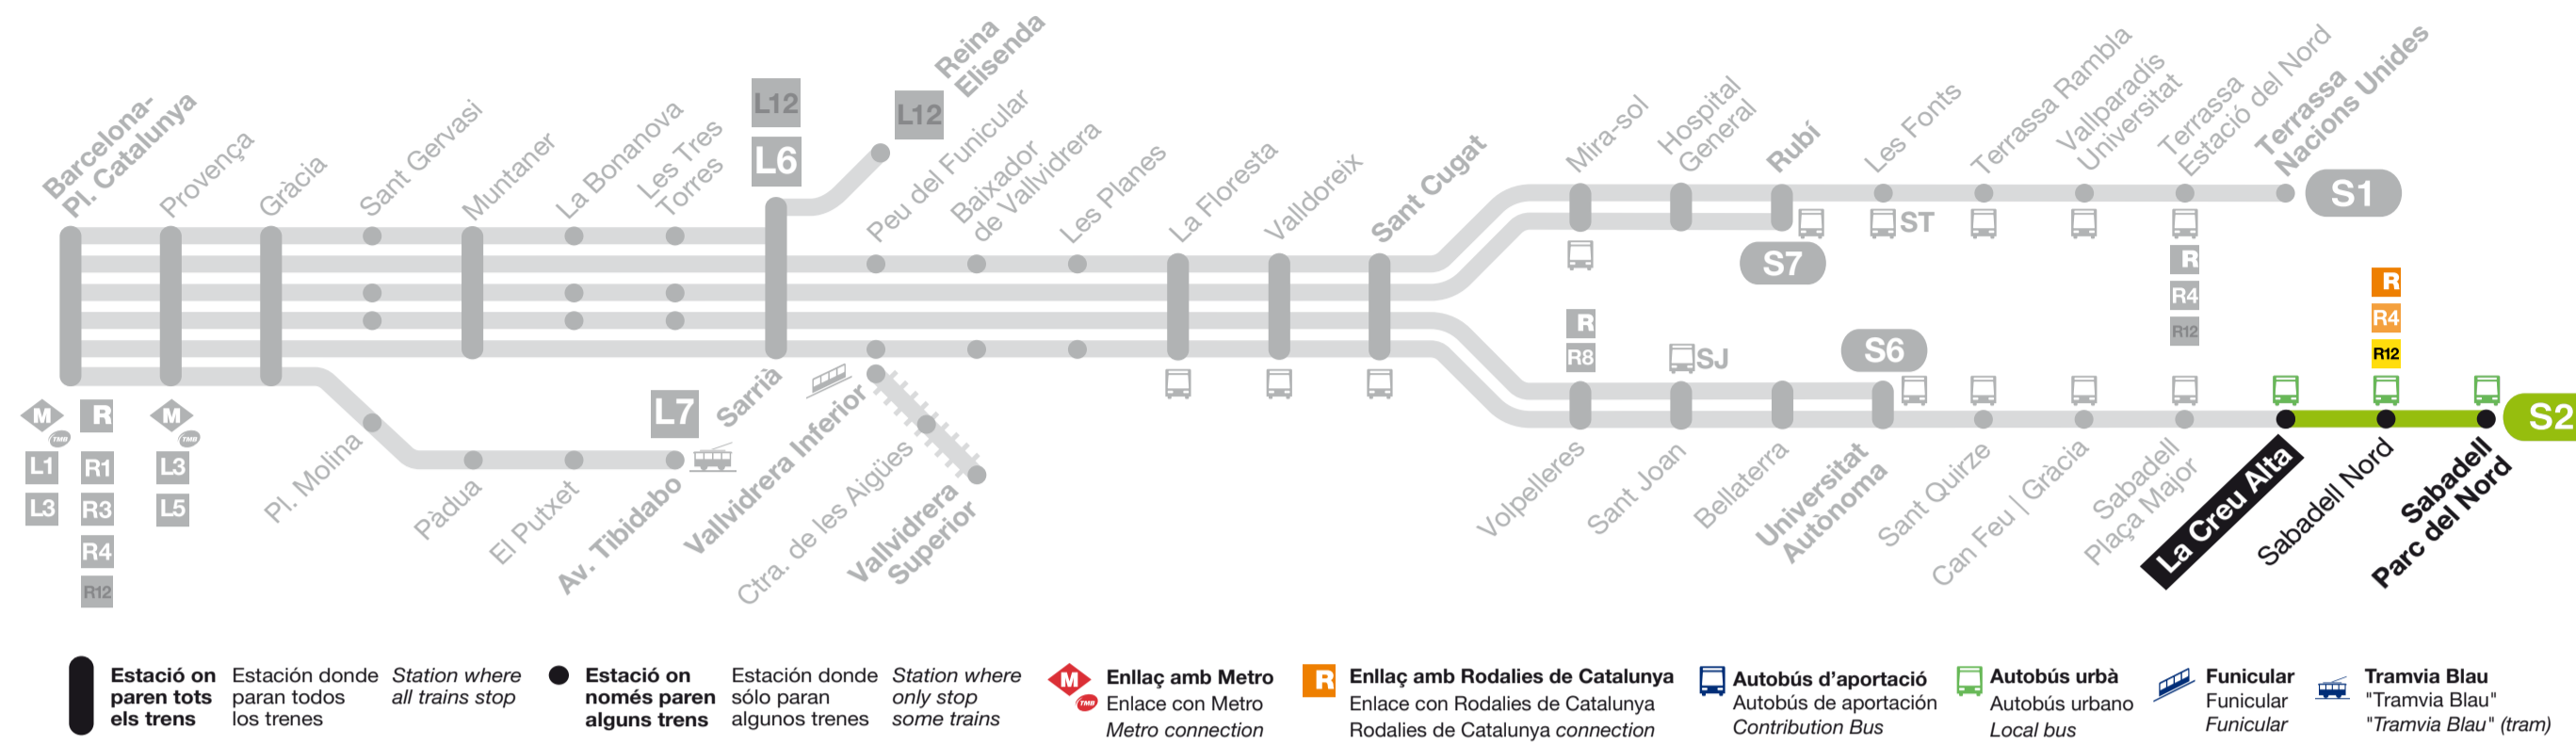 Barcelona-
Pl. Catalunya
Provença
Gràcia
Sant Gervasi
Muntaner
La Bonanova
Les Tres
Torres
L12
L6
L12
Reina
Elisenda
Peu del Funicular
Baixador
de Vallvidrera
Les Planes
La Floresta
Valldoreix
Sant Cugat
Mira-sol
Hospital
General
Rubí
Les Fonts
Terrassa Rambla
Vallparadís
Universitat
Terrassa
Estació del Nord
Terrassa
Nacions Unides
S1
ST
S7
R
R4
R12
R
R4
R12
R
R8
SJ
S6
S2
M
TMB
L1
L3
R
R1
R3
R4
R12
M
TMB
L3
L5
Pl. Molina
Pàdua
El Putxet
Av. Tibidabo
L7
Sarrià
Vallvidrera Inferior
Ctra. de les Aigües
Vallvidrera
Superior
Volpelleres
Sant Joan
Bellaterra
Universitat
Autònoma
Sant Quirze
Can Feu | Gràcia
Sabadell
Plaça Major
La Creu Alta
Sabadell Nord
Sabadell
Parc del Nord
Estació on
paren tots
els trens
Estación donde
paran todos
los trenes
Station where
all trains stop
Estació on
només paren
alguns trens
Estación donde
sólo paran
algunos trenes
Station where
only stop
some trains
M
TMB
Enllaç amb Metro
Enlace con Metro
Metro connection
R
Enllaç amb Rodalies de Catalunya
Enlace con Rodalies de Catalunya
Rodalies de Catalunya connection
Autobús d'aportació
Autobús de aportación
Contribution Bus
Autobús urbà
Autobús urbano
Local bus
Funicular
Funicular
Funicular
Tramvia Blau
"Tramvia Blau"
"Tramvia Blau" (tram)